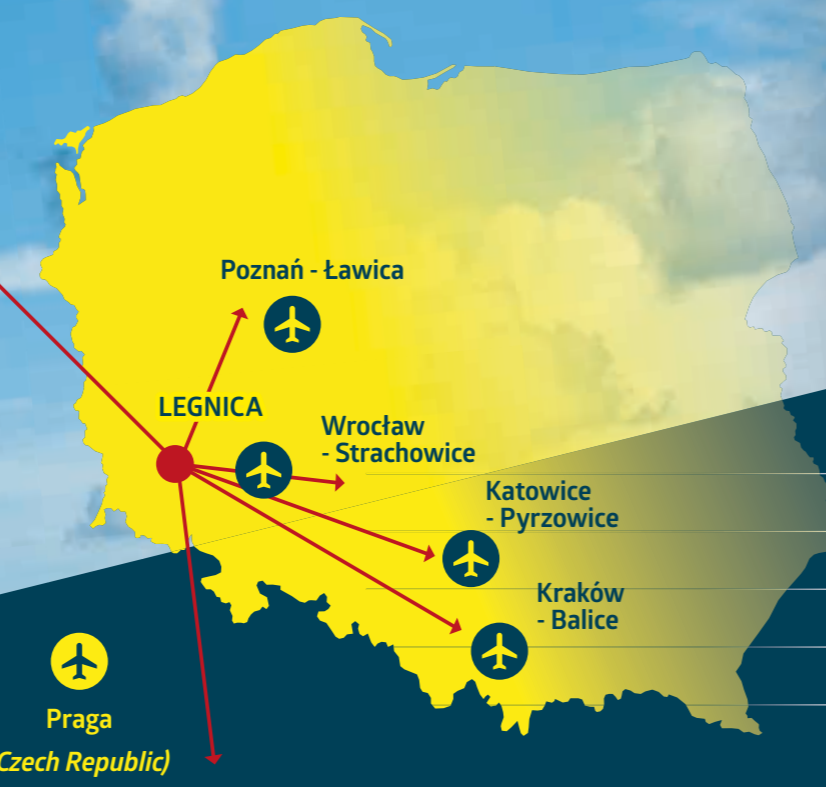 Poznań - Ławica
LEGNICA
Wrocław
- Strachowice
Katowice
- Pyrzowice
Kraków
- Balice
Praga
Czech Republic)